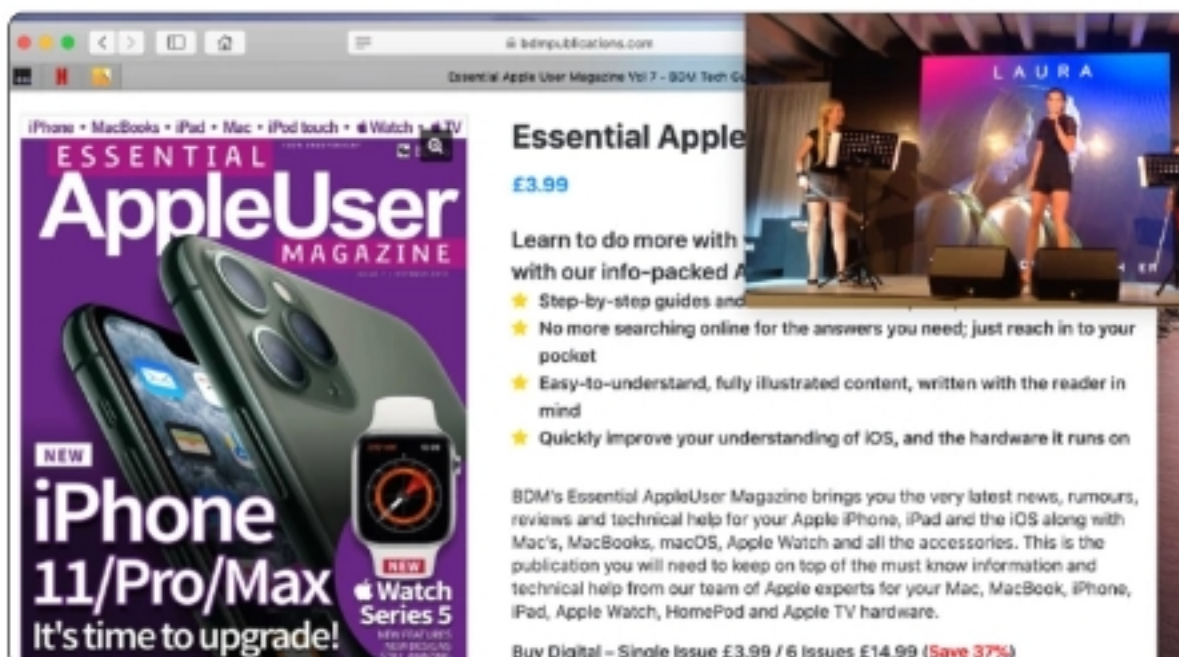 bdmpublications.com
Essential Apple User Magazine Vol 7 - BDM Tech Gu
iPhone • MacBooks • iPad • Mac • iPod touch • Watch • TV
ESSENTIAL
AppleUser
MAGAZINE
NEW
iPhone
11/Pro/Max
It's time to upgrade!
NEW
Watch
Series 5
NEW FEATURES
NEW DESIGNS
Essential Apple
£3.99
Learn to do more with
with our info-packed A
Step-by-step guides and
No more searching online for the answers you need; just reach in to your
pocket
Easy-to-understand, fully illustrated content, written with the reader in
mind
Quickly improve your understanding of iOS, and the hardware it runs on
BDM's Essential AppleUser Magazine brings you the very latest news, rumours,
reviews and technical help for your Apple iPhone, iPad and the iOS along with
Mac's, MacBooks, macOS, Apple Watch and all the accessories. This is the
publication you will need to keep on top of the must know information and
technical help from our team of Apple experts for your Mac, MacBook, iPhone,
iPad, Apple Watch, HomePod and Apple TV hardware.
Buy Digital – Single Issue £3.99 / 6 Issues £14.99 (Save 37%)
LAURA